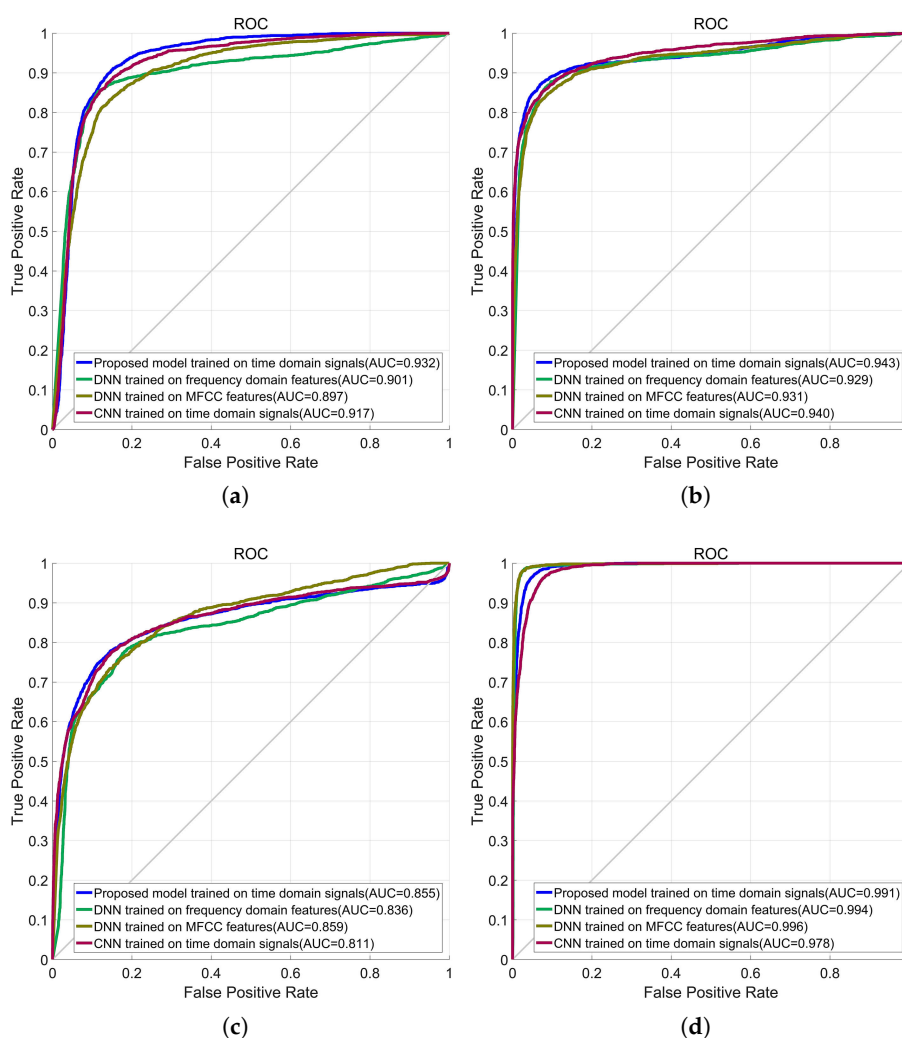 ROC
1
0.9
0.8
0.7
0.6
0.5
0.4
0.3
0.2
0.1
0
True Positive Rate
Proposed model trained on time domain signals(AUC=0.932)
DNN trained on frequency domain features(AUC=0.901)
DNN trained on MFCC features(AUC=0.897)
CNN trained on time domain signals(AUC=0.917)
0 0.2 0.4 0.6 0.8 1
False Positive Rate
(a)
ROC
1
0.9
0.8
0.7
0.6
0.5
0.4
0.3
0.2
0.1
0
True Positive Rate
Proposed model trained on time domain signals(AUC=0.943)
DNN trained on frequency domain features(AUC=0.929)
DNN trained on MFCC features(AUC=0.931)
CNN trained on time domain signals(AUC=0.940)
0 0.2 0.4 0.6 0.8
False Positive Rate
(b)
ROC
1
0.9
0.8
0.7
0.6
0.5
0.4
0.3
0.2
0.1
0
True Positive Rate
Proposed model trained on time domain signals(AUC=0.855)
DNN trained on frequency domain features(AUC=0.836)
DNN trained on MFCC features(AUC=0.859)
CNN trained on time domain signals(AUC=0.811)
0 0.2 0.4 0.6 0.8 1
False Positive Rate
(c)
ROC
1
0.9
0.8
0.7
0.6
0.5
0.4
0.3
0.2
0.1
0
True Positive Rate
Proposed model trained on time domain signals(AUC=0.991)
DNN trained on frequency domain features(AUC=0.994)
DNN trained on MFCC features(AUC=0.996)
CNN trained on time domain signals(AUC=0.978)
0 0.2 0.4 0.6 0.8
False Positive Rate
(d)